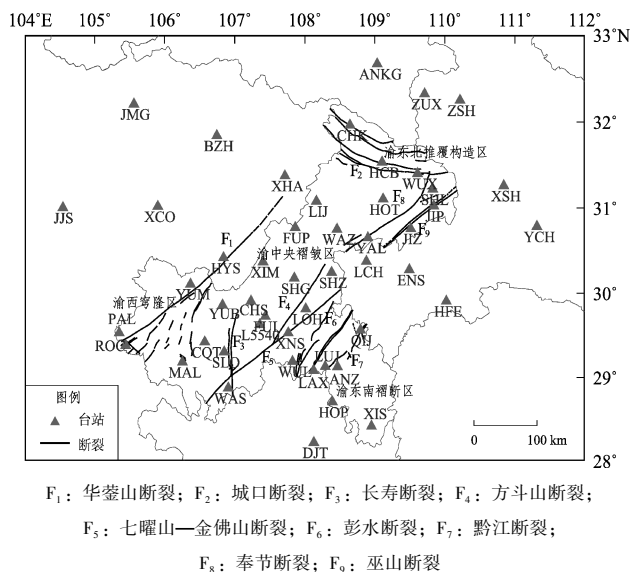 104°E 105° 106° 107° 108° 109° 110° 111° 112°
33°N
ANKG
ZUX
ZSH
JMG
CHK
32°
BZH
渝东北推覆构造区
HCB
F2
WUX
XHA
SHL
XSH
LIJ
HOT
F8
JJS
XCO
JIP
31°
F1
FUP
WAZ
JIZ
F9
YCH
YAL
渝中央褶皱区
HYS
XIM
LCH
ENS
SHG
SHZ
YUM
30°
渝西穹隆区
F4
HFE
YUB
CHS
LOH
PAL
FUL
F6
L5540
QIJ
ROC
CQT
F3
XNS
SLQ
F5
LUL
F7
MAL
WUL
29°
LAX
ANZ
WAS
渝东南褶断区
HOP
图例
XIS
台站
断裂
DJT
0 100 km
28°
F1：华蓥山断裂；F2：城口断裂；F3：长寿断裂；F4：方斗山断裂；
F5：七曜山—金佛山断裂；F6：彭水断裂；F7：黔江断裂；
F8：奉节断裂；F9：巫山断裂